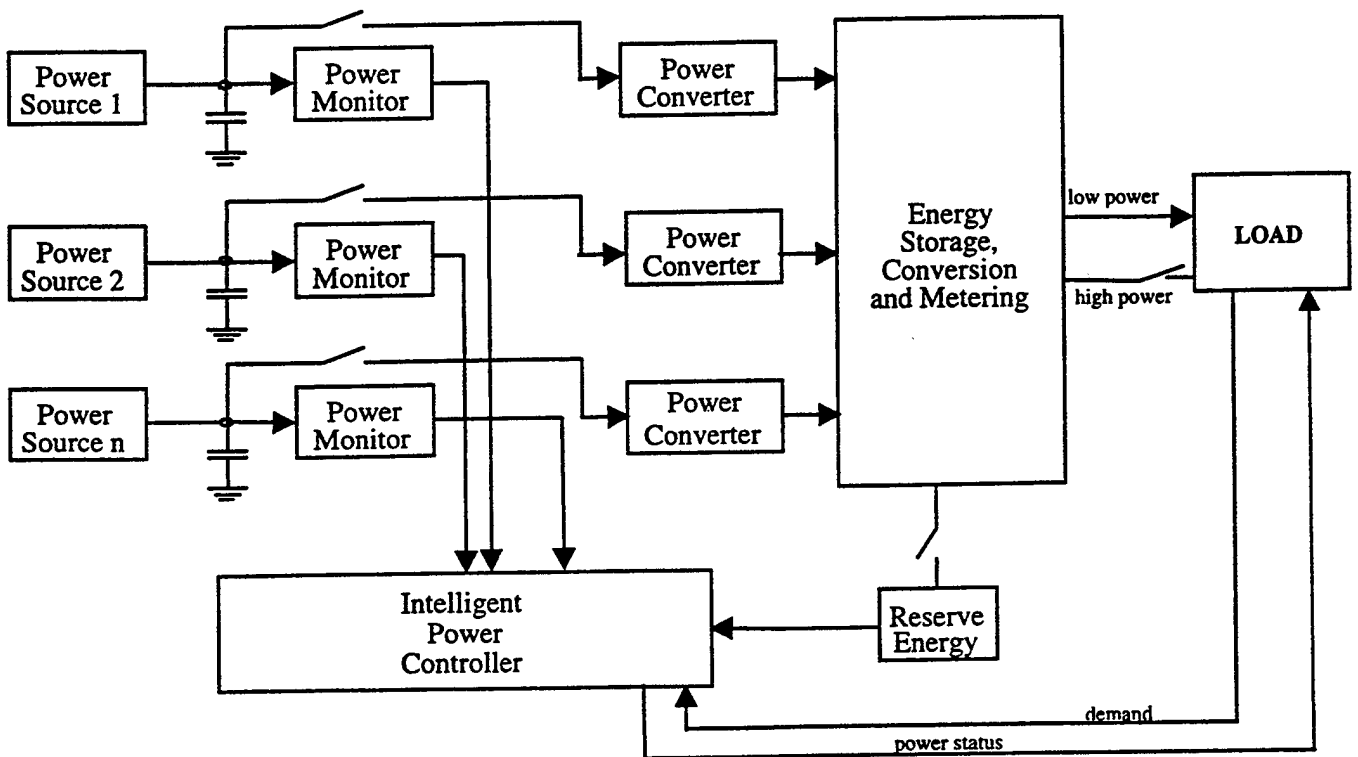 Power
Source 1
Power
Monitor
Power
Converter
Power
Source 2
Power
Monitor
Power
Converter
Power
Source n
Power
Monitor
Power
Converter
Energy
Storage,
Conversion
and Metering
low power
high power
LOAD
Intelligent
Power
Controller
Reserve
Energy
demand
power status